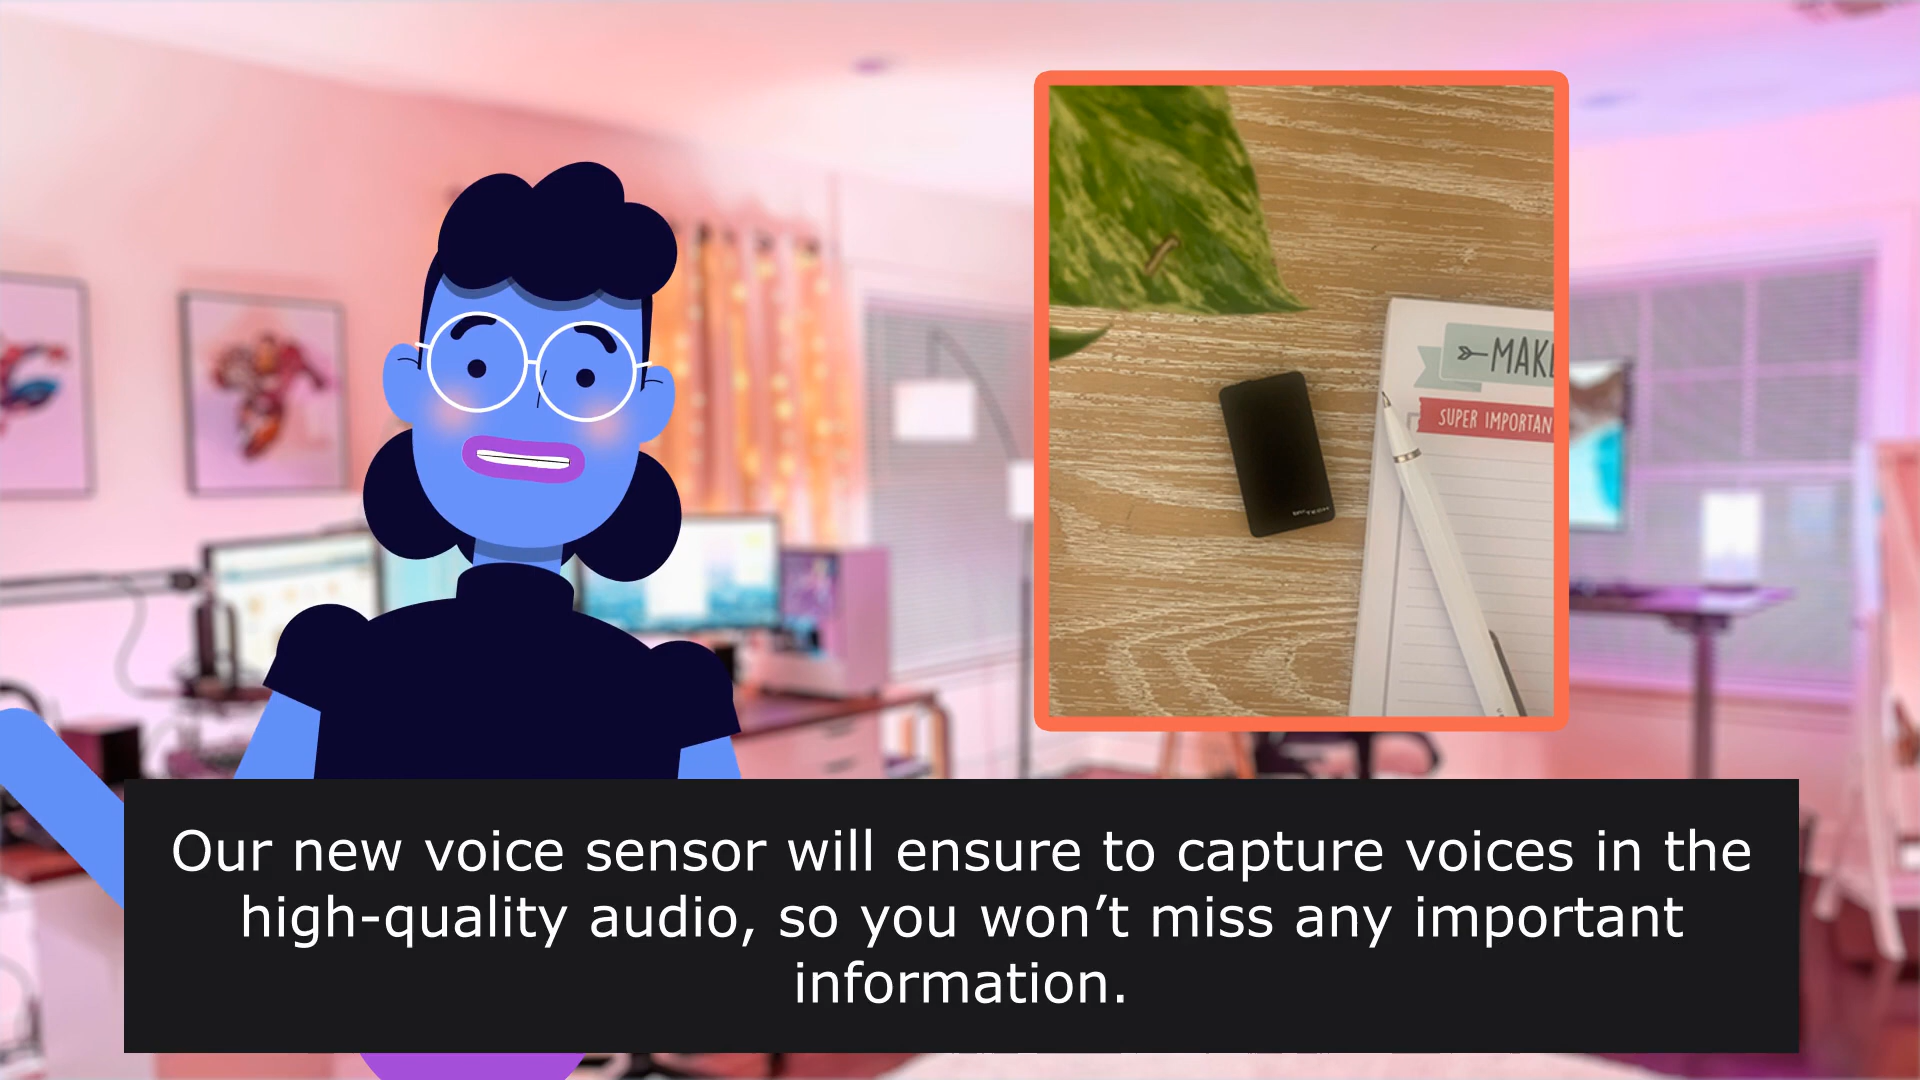 MAKE
SUPER IMPORTAN
Our new voice sensor will ensure to capture voices in the
high-quality audio, so you won’t miss any important
information.